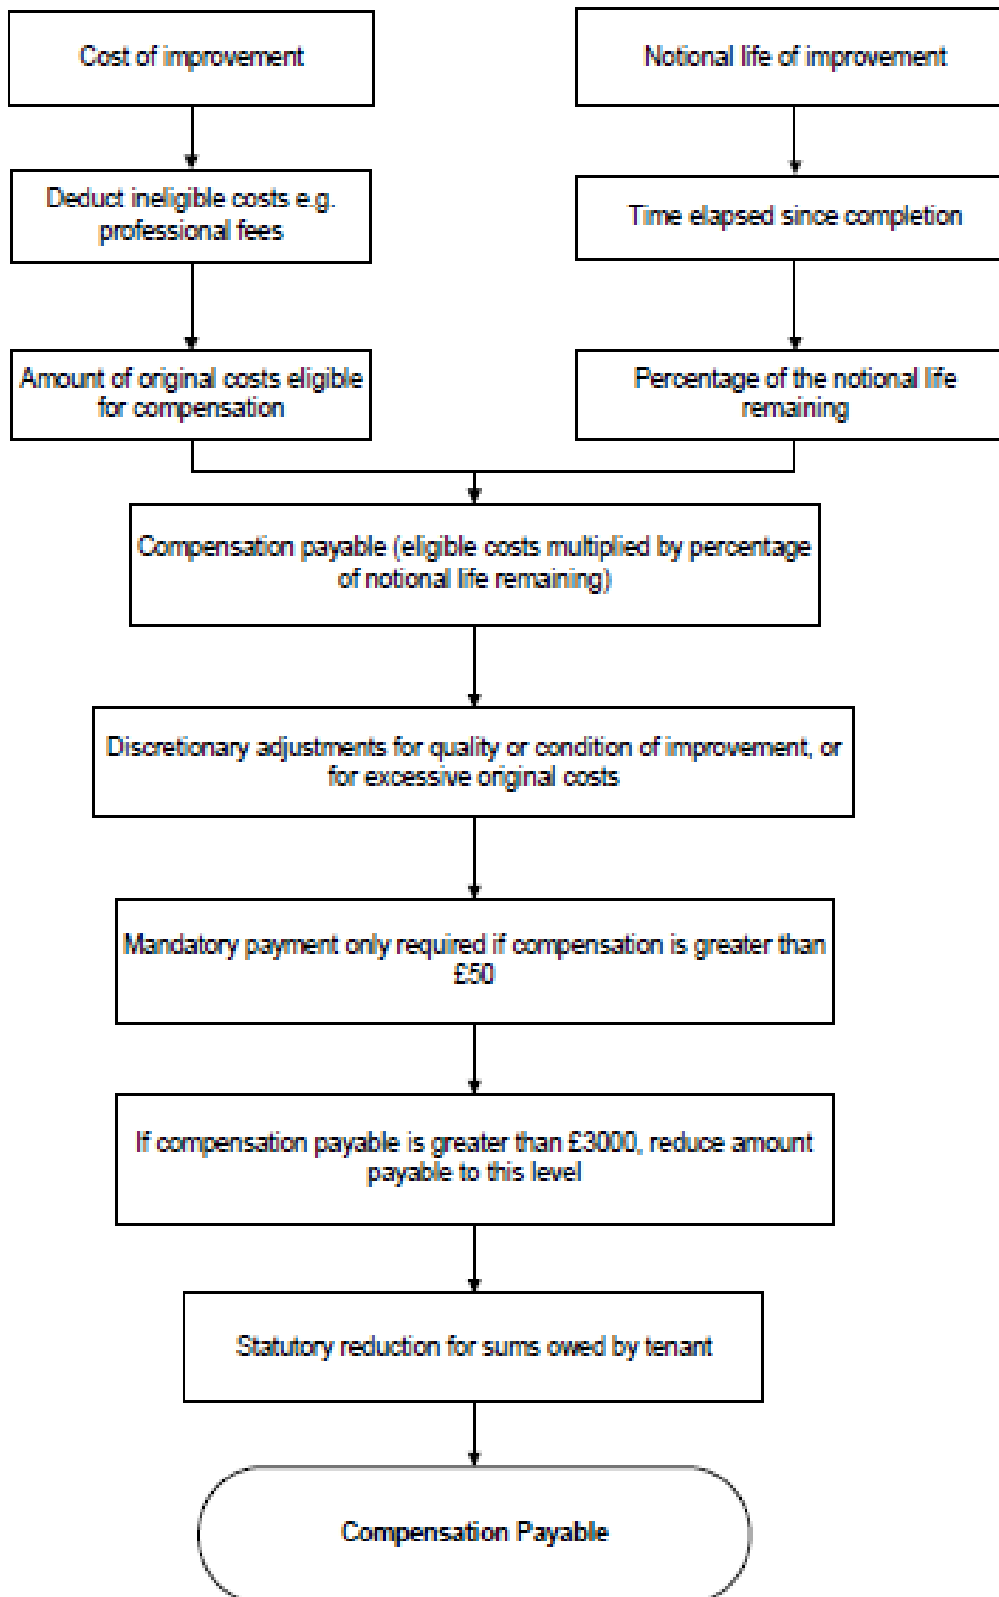 Cost of improvement
Notional life of improvement
Deduct ineligible costs e.g.
professional fees
Time elapsed since completion
Amount of original costs eligible
for compensation
Percentage of the notional life
remaining
Compensation payable (eligible costs multiplied by percentage
of notional life remaining)
Discretionary adjustments for quality or condition of improvement, or
for excessive original costs
Mandatory payment only required if compensation is greater than
£50
If compensation payable is greater than £3000, reduce amount
payable to this level
Statutory reduction for sums owed by tenant
Compensation Payable